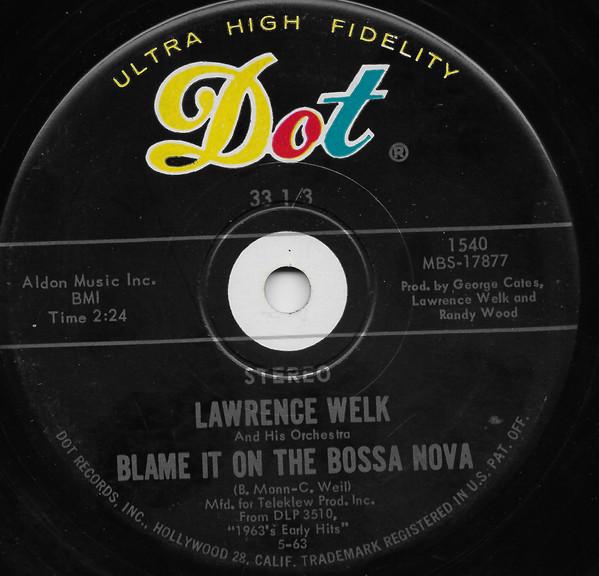 ULTRA HIGH FIDELITY
Dot ®
33 1/3
1540
MBS-17877
Aldon Music Inc.
BMI
Time 2:24
Prod. by George Cates,
Lawrence Welk and
Randy Wood
STEREO
LAWRENCE WELK
And His Orchestra
BLAME IT ON THE BOSSA NOVA
(B. Mann-C. Weil)
Mfd. for Teleklew Prod. Inc.
From DLP 3510,
"1963's Early Hits"
5-63
DOT RECORDS, INC., HOLLYWOOD 28, CALIF. TRADEMARK REGISTERED IN U.S. PAT. OFF.